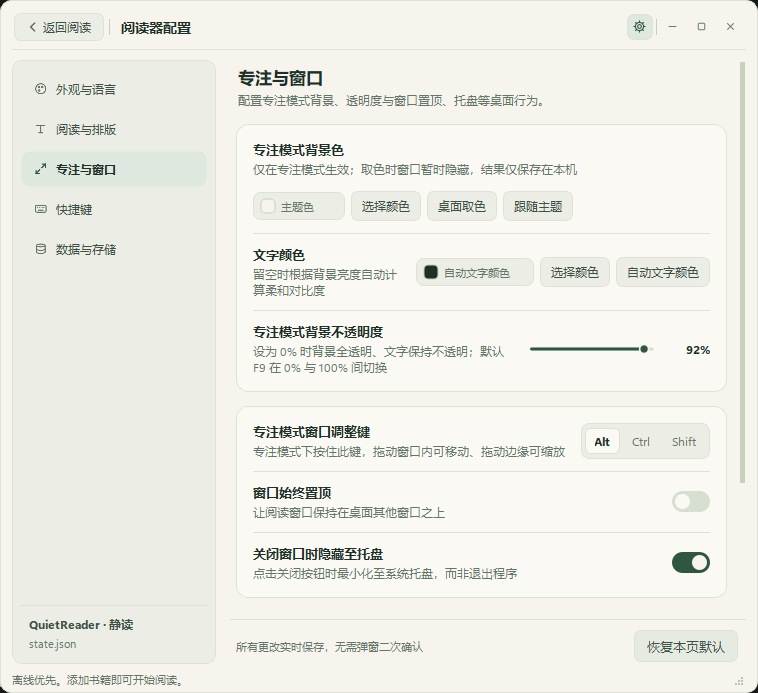 返回阅读
阅读器配置
外观与语言
阅读与排版
专注与窗口
快捷键
数据与存储
QuietReader · 静读
state.json
专注与窗口
配置专注模式背景、透明度与窗口置顶、托盘等桌面行为。
专注模式背景色
仅在专注模式生效；取色时窗口暂时隐藏，结果仅保存在本机
主题色 选择颜色 桌面取色 跟随主题
文字颜色
留空时根据背景亮度自动计
算柔和对比度
自动文字颜色 选择颜色 自动文字颜色
专注模式背景不透明度
设为 0% 时背景全透明、文字保持不透明；默认
F9 在 0% 与 100% 间切换
92%
专注模式窗口调整键
专注模式下按住此键，拖动窗口内可移动、拖动边缘可缩放
Alt Ctrl Shift
窗口始终置顶
让阅读窗口保持在桌面其他窗口之上
关闭窗口时隐藏至托盘
点击关闭按钮时最小化至系统托盘，而非退出程序
所有更改实时保存，无需弹窗二次确认
恢复本页默认
离线优先。添加书籍即可开始阅读。